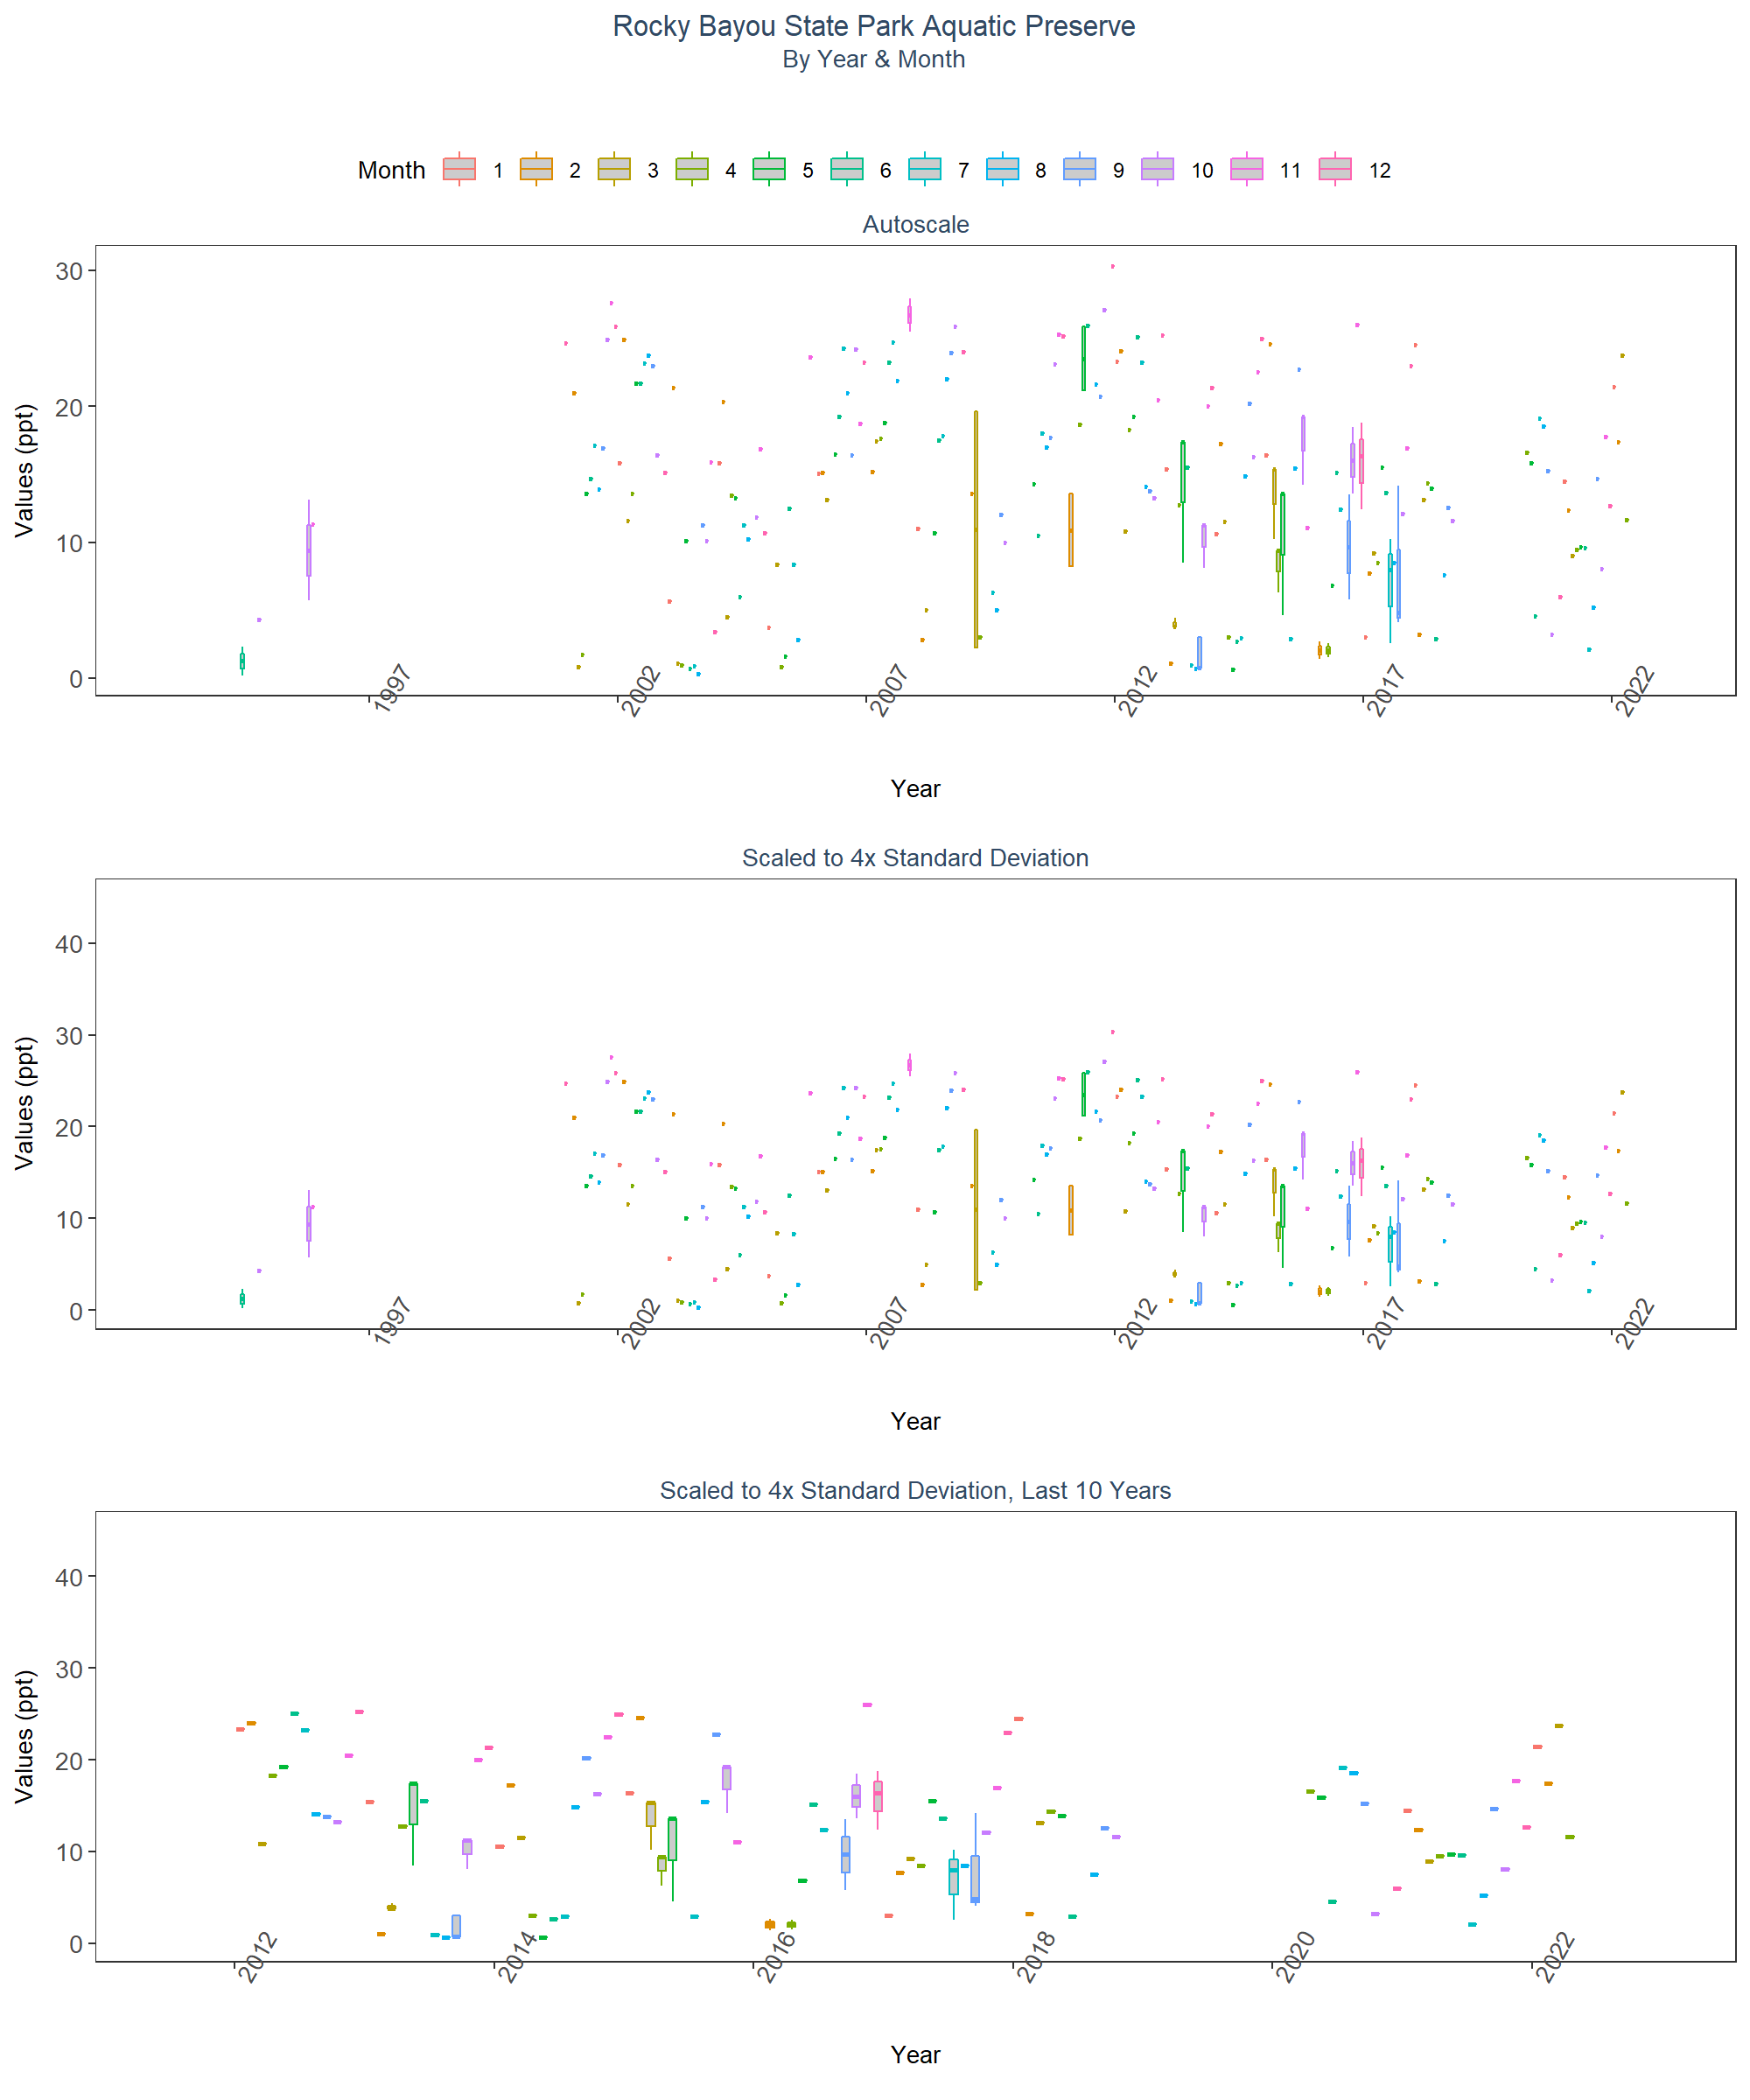 Rocky Bayou State Park Aquatic Preserve
By Year & Month
Month 1 2 3 4 5 6 7 8 9 10 11 12
Autoscale
Values (ppt)
30
20
10
0
1997 2002 2007 2012 2017 2022
Year
Scaled to 4x Standard Deviation
Values (ppt)
40
30
20
10
0
1997 2002 2007 2012 2017 2022
Year
Scaled to 4x Standard Deviation, Last 10 Years
Values (ppt)
40
30
20
10
0
2012 2014 2016 2018 2020 2022
Year